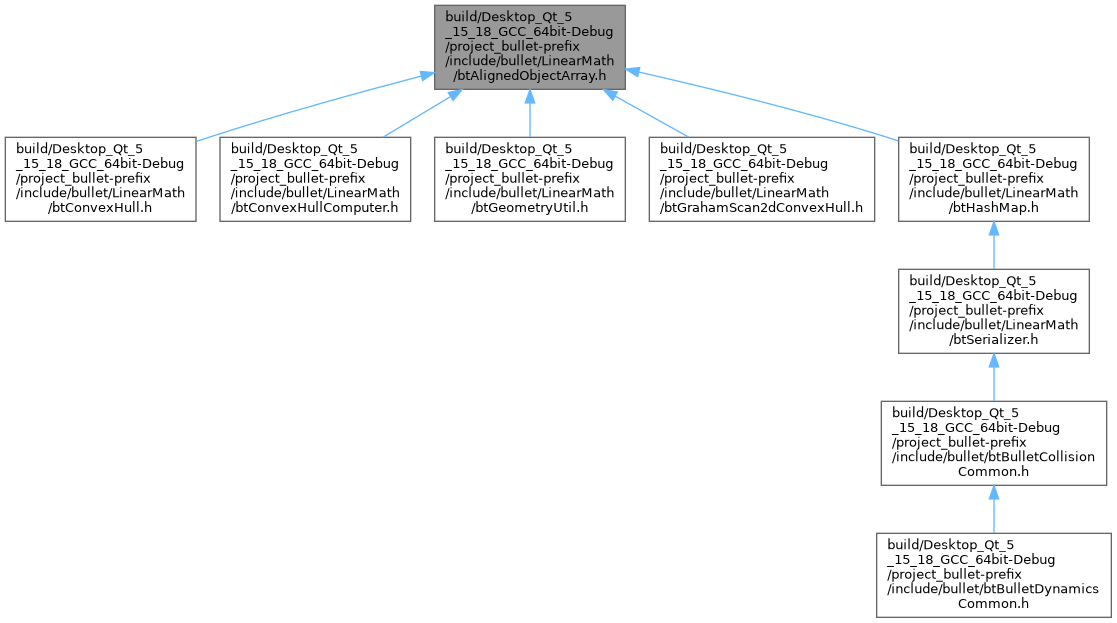 build/Desktop_Qt_5
_15_18_GCC_64bit-Debug
/project_bullet-prefix
/include/bullet/LinearMath
/btAlignedObjectArray.h
build/Desktop_Qt_5
_15_18_GCC_64bit-Debug
/project_bullet-prefix
/include/bullet/LinearMath
/btConvexHull.h
build/Desktop_Qt_5
_15_18_GCC_64bit-Debug
/project_bullet-prefix
/include/bullet/LinearMath
/btConvexHullComputer.h
build/Desktop_Qt_5
_15_18_GCC_64bit-Debug
/project_bullet-prefix
/include/bullet/LinearMath
/btGeometryUtil.h
build/Desktop_Qt_5
_15_18_GCC_64bit-Debug
/project_bullet-prefix
/include/bullet/LinearMath
/btGrahamScan2dConvexHull.h
build/Desktop_Qt_5
_15_18_GCC_64bit-Debug
/project_bullet-prefix
/include/bullet/LinearMath
/btHashMap.h
build/Desktop_Qt_5
_15_18_GCC_64bit-Debug
/project_bullet-prefix
/include/bullet/LinearMath
/btSerializer.h
build/Desktop_Qt_5
_15_18_GCC_64bit-Debug
/project_bullet-prefix
/include/bullet/btBulletCollision
Common.h
build/Desktop_Qt_5
_15_18_GCC_64bit-Debug
/project_bullet-prefix
/include/bullet/btBulletDynamics
Common.h